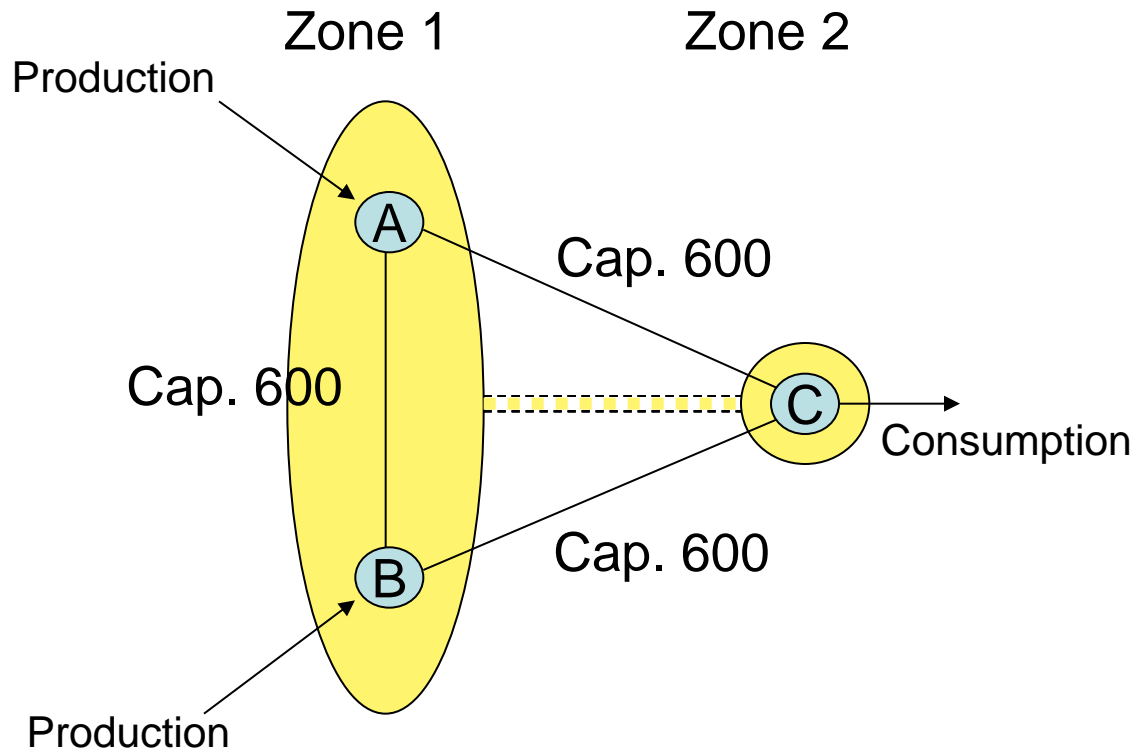 Zone 1
Zone 2
Production
A
Cap. 600
Cap. 600
C
Consumption
Cap. 600
B
Production